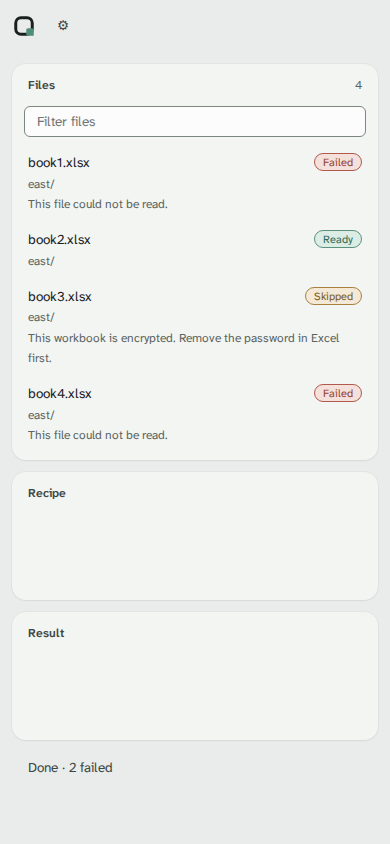 Files
4
Filter files
book1.xlsx
Failed
east/
This file could not be read.
book2.xlsx
Ready
east/
book3.xlsx
Skipped
east/
This workbook is encrypted. Remove the password in Excel
first.
book4.xlsx
Failed
east/
This file could not be read.
Recipe
Result
Done · 2 failed